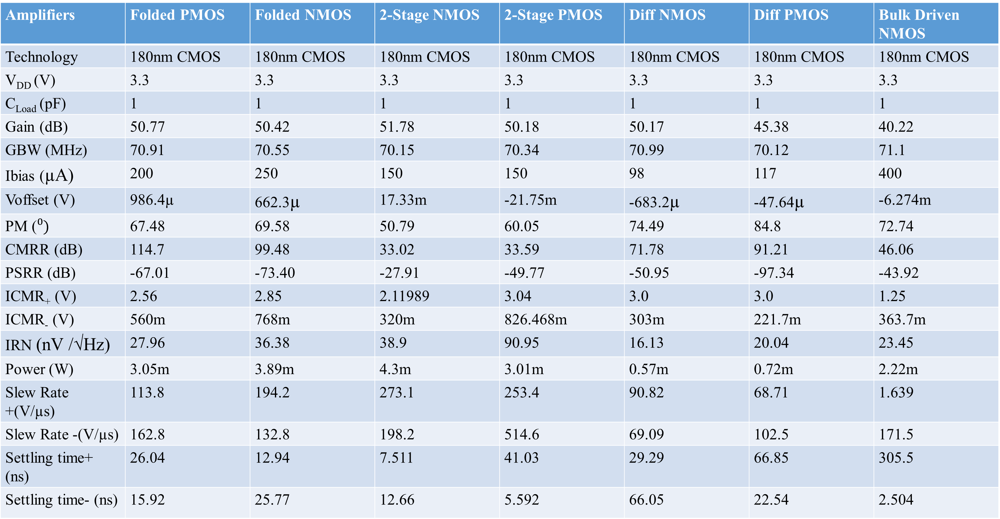 Amplifiers Folded PMOS Folded NMOS 2-Stage NMOS 2-Stage PMOS Diff NMOS Diff PMOS Bulk Driven
NMOS
Technology 180nm CMOS 180nm CMOS 180nm CMOS 180nm CMOS 180nm CMOS 180nm CMOS 180nm CMOS
VDD (V) 3.3 3.3 3.3 3.3 3.3 3.3 3.3
CLoad (pF) 1 1 1 1 1 1 1
Gain (dB) 50.77 50.42 51.78 50.18 50.17 45.38 40.22
GBW (MHz) 70.91 70.55 70.15 70.34 70.99 70.12 71.1
Ibias (μA) 200 250 150 150 98 117 400
Voffset (V) 986.4μ 662.3μ 17.33m -21.75m -683.2μ -47.64μ -6.274m
PM (⁰) 67.48 69.58 50.79 60.05 74.49 84.8 72.74
CMRR (dB) 114.7 99.48 33.02 33.59 71.78 91.21 46.06
PSRR (dB) -67.01 -73.40 -27.91 -49.77 -50.95 -97.34 -43.92
ICMR+ (V) 2.56 2.85 2.11989 3.04 3.0 3.0 1.25
ICMR- (V) 560m 768m 320m 826.468m 303m 221.7m 363.7m
IRN (nV /√Hz) 27.96 36.38 38.9 90.95 16.13 20.04 23.45
Power (W) 3.05m 3.89m 4.3m 3.01m 0.57m 0.72m 2.22m
Slew Rate 113.8 194.2 273.1 253.4 90.82 68.71 1.639
+(V/μs)
Slew Rate -(V/μs) 162.8 132.8 198.2 514.6 69.09 102.5 171.5
Settling time+ 26.04 12.94 7.511 41.03 29.29 66.85 305.5
(ns)
Settling time- (ns) 15.92 25.77 12.66 5.592 66.05 22.54 2.504